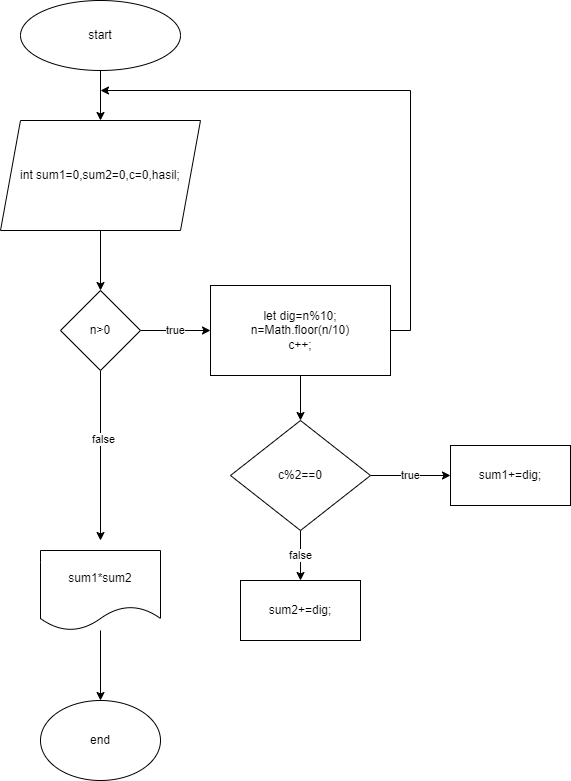 start
int sum1=0,sum2=0,c=0,hasil;
n>0
true
let dig=n%10;
n=Math.floor(n/10)
c++;
false
c%2==0
true
sum1+=dig;
false
sum1*sum2
sum2+=dig;
end